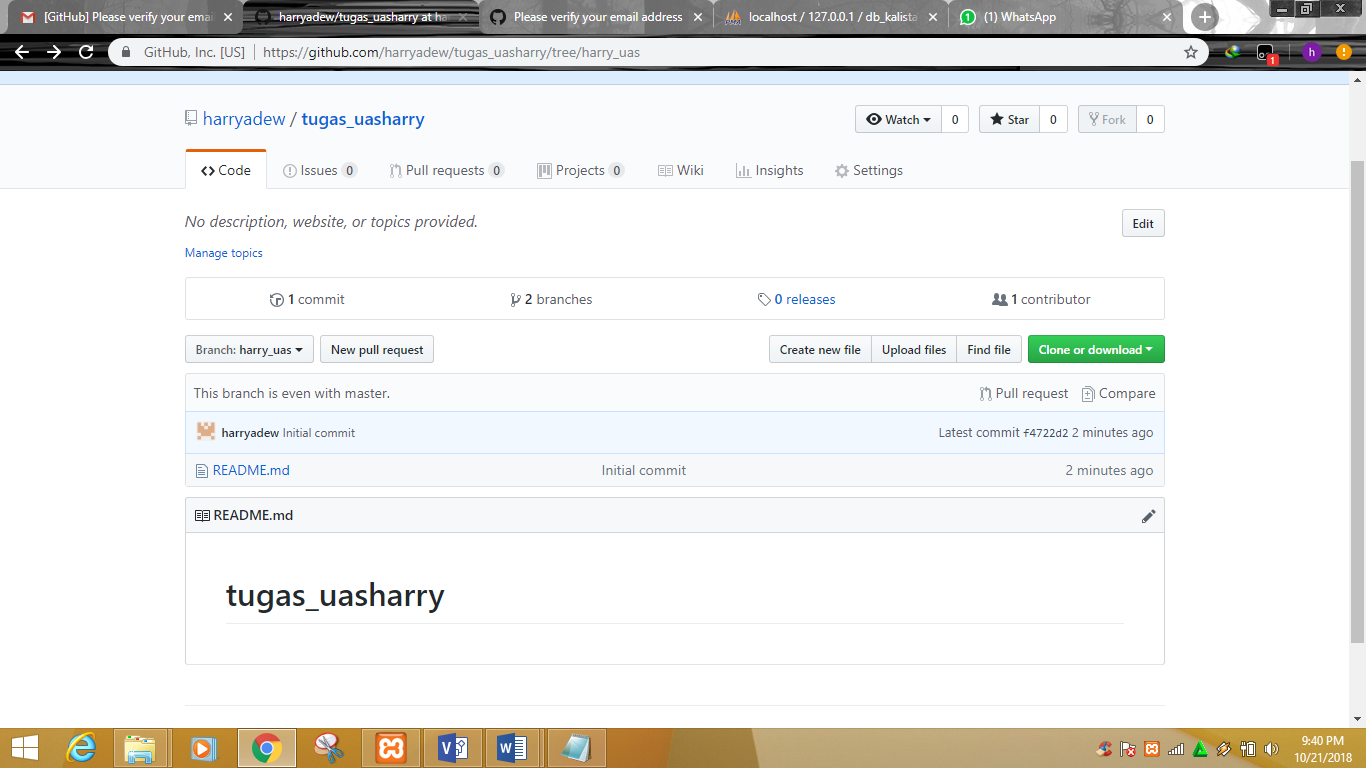 [GitHub] Please verify your emai
harryadew/tugas_uasharry at ha
Please verify your email address
localhost / 127.0.0.1 / db_kalista
(1) WhatsApp
GitHub, Inc. [US] https://github.com/harryadew/tugas_uasharry/tree/harry_uas
1
h
harryadew / tugas_uasharry
Watch 0
Star 0
Fork 0
Code
Issues 0
Pull requests 0
Projects 0
Wiki
Insights
Settings
No description, website, or topics provided.
Edit
Manage topics
1 commit
2 branches
0 releases
1 contributor
Branch: harry_uas
New pull request
Create new file
Upload files
Find file
Clone or download
This branch is even with master.
Pull request
Compare
harryadew Initial commit
Latest commit f4722d2 2 minutes ago
README.md
Initial commit
2 minutes ago
README.md
tugas_uasharry
9:40 PM
10/21/2018